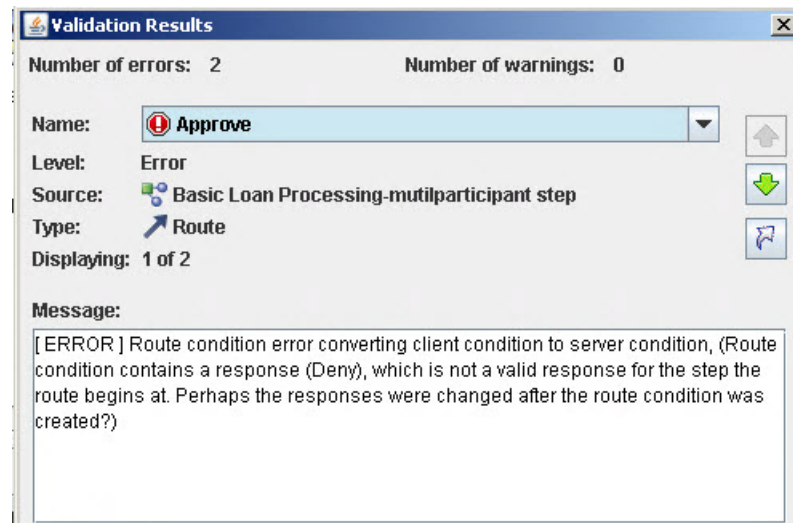 Validation Results
Number of errors: 2 Number of warnings: 0
Name: Approve
Level: Error
Source: Basic Loan Processing-mutilparticipant step
Type: Route
Displaying: 1 of 2
Message:
[ ERROR ] Route condition error converting client condition to server condition, (Route
condition contains a response (Deny), which is not a valid response for the step the
route begins at. Perhaps the responses were changed after the route condition was
created?)